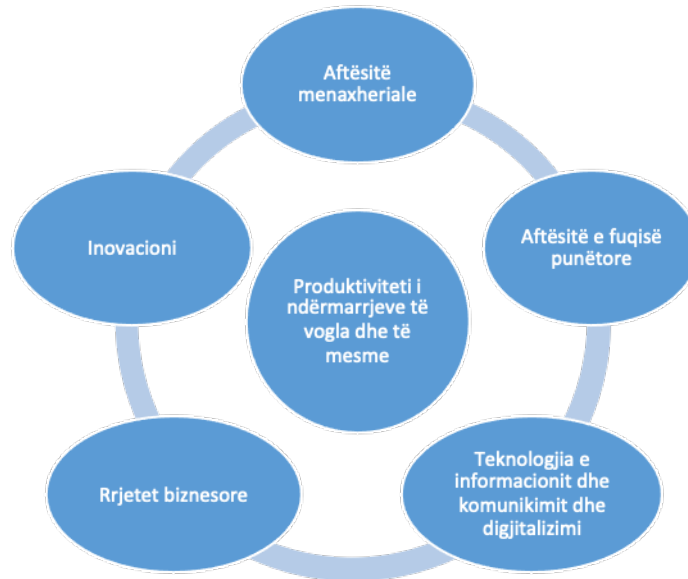 Aftësitë
menaxheriale
Aftësitë e fuqisë
punëtore
Teknologjia e
informacionit dhe
komunikimit dhe
digjitalizimi
Rrjetet biznesore
Inovacioni
Produktiviteti i
ndërmarrjeve të
vogla dhe të
mesme